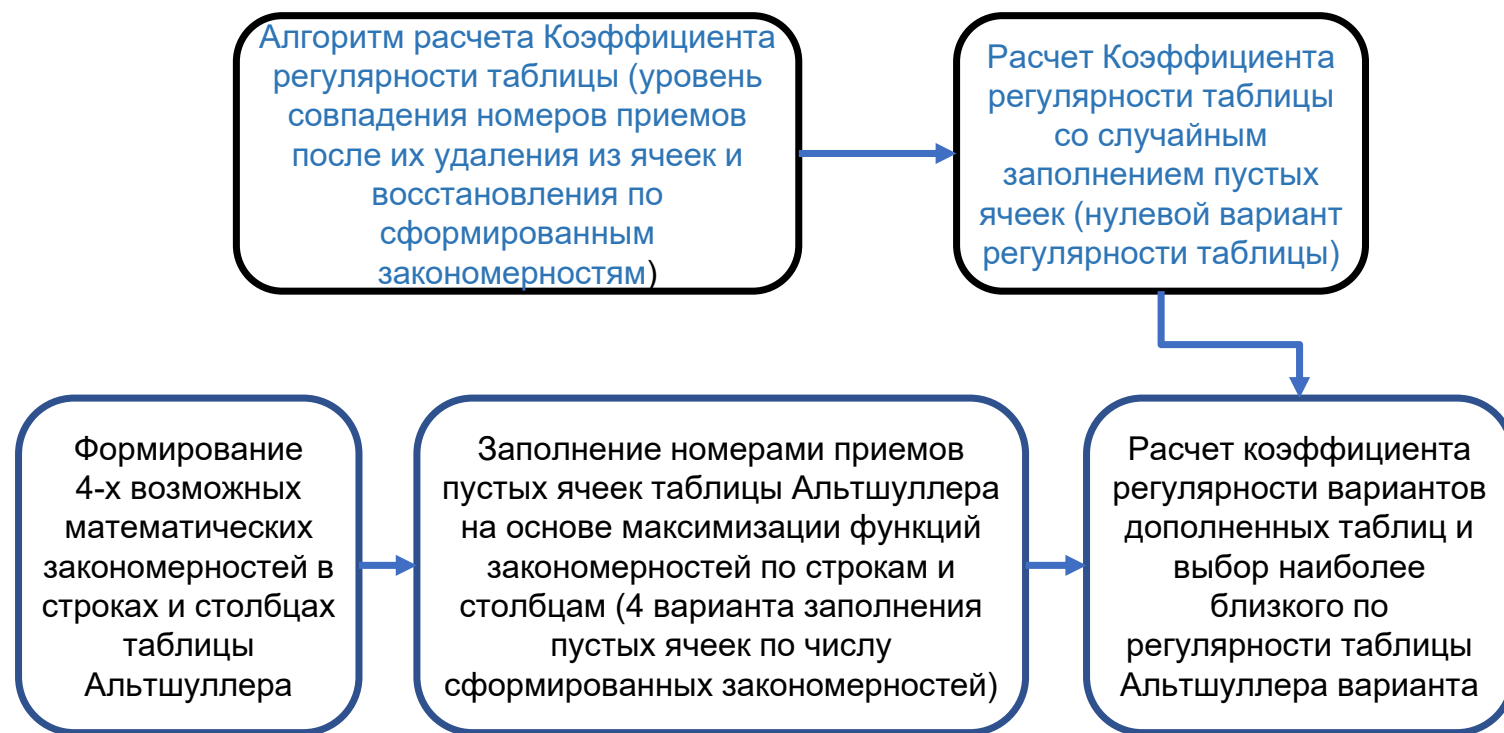 Алгоритм расчета Коэффициента
регулярности таблицы (уровень
совпадения номеров приемов
после их удаления из ячеек и
восстановления по
сформированным
закономерностям)
Расчет Коэффициента
регулярности таблицы
со случайным
заполнением пустых
ячеек (нулевой вариант
регулярности таблицы)
Формирование
4-х возможных
математических
закономерностей в
строках и столбцах
таблицы
Альтшуллера
Заполнение номерами приемов
пустых ячеек таблицы Альтшуллера
на основе максимизации функций
закономерностей по строкам и
столбцам (4 варианта заполнения
пустых ячеек по числу
сформированных закономерностей)
Расчет коэффициента
регулярности вариантов
дополненных таблиц и
выбор наиболее
близкого по
регулярности таблицы
Альтшуллера варианта